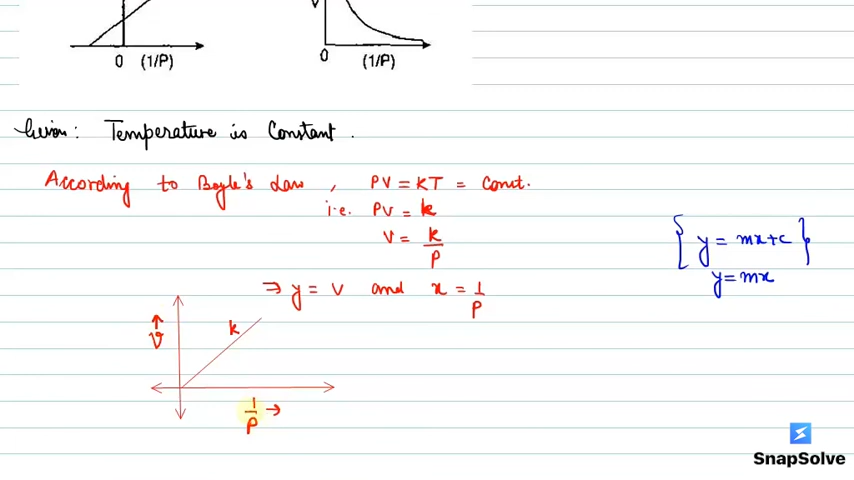 V
0 (1/P)
0 (1/P)
Given: Temperature is Constant.
According to Boyle's Law, PV = KT = Const.
i.e. PV = k
V = k/P
{y = mx+c}
y = mx
⇒ y = V and x = 1/P
↑
V
k
1/P →
SnapSolve